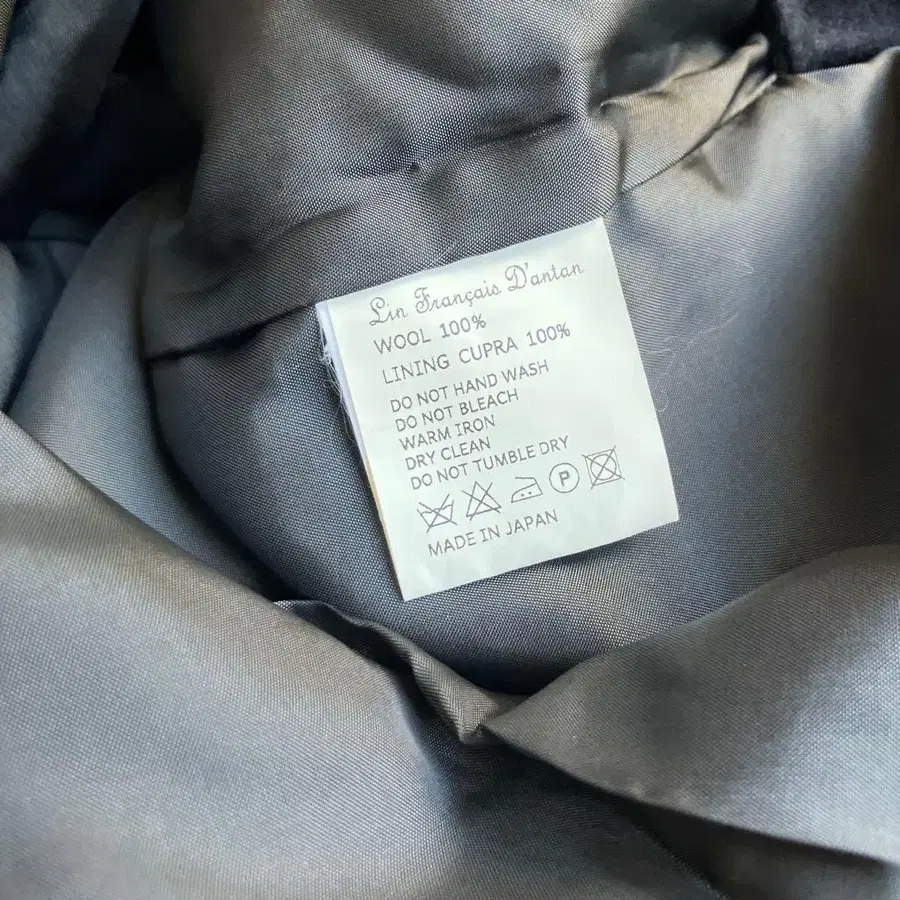 Lin Français D'antan
WOOL 100%
LINING CUPRA 100%
DO NOT HAND WASH
DO NOT BLEACH
WARM IRON
DRY CLEAN
DO NOT TUMBLE DRY
P
MADE IN JAPAN